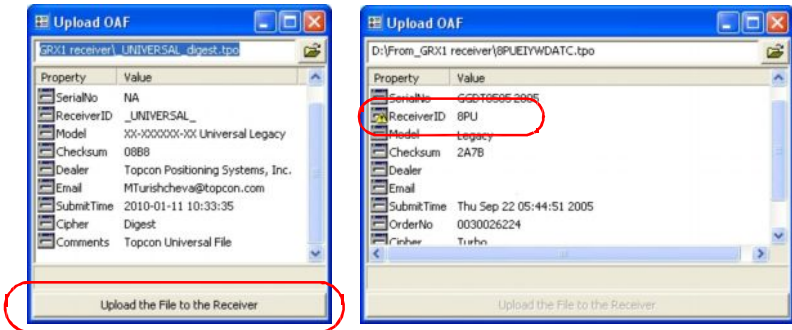 Upload OAF
GRX1 receiver\_UNIVERSAL_digest.tpo
Property Value
SerialNo NA
ReceiverID _UNIVERSAL_
Model XX-XXXXXX-XX Universal Legacy
Checksum 08B8
Dealer Topcon Positioning Systems, Inc.
Email MTurishcheva@topcon.com
SubmitTime 2010-01-11 10:33:35
Cipher Digest
Comments Topcon Universal File
Upload the File to the Receiver
Upload OAF
D:\From_GRX1 receiver\8PUEIYWDATC.tpo
Property Value
SerialNo GGDT0505 2005
ReceiverID 8PU
Model Legacy
Checksum 2A7B
Dealer
Email
SubmitTime Thu Sep 22 05:44:51 2005
OrderNo 0030026224
Cipher Turbo
Upload the File to the Receiver